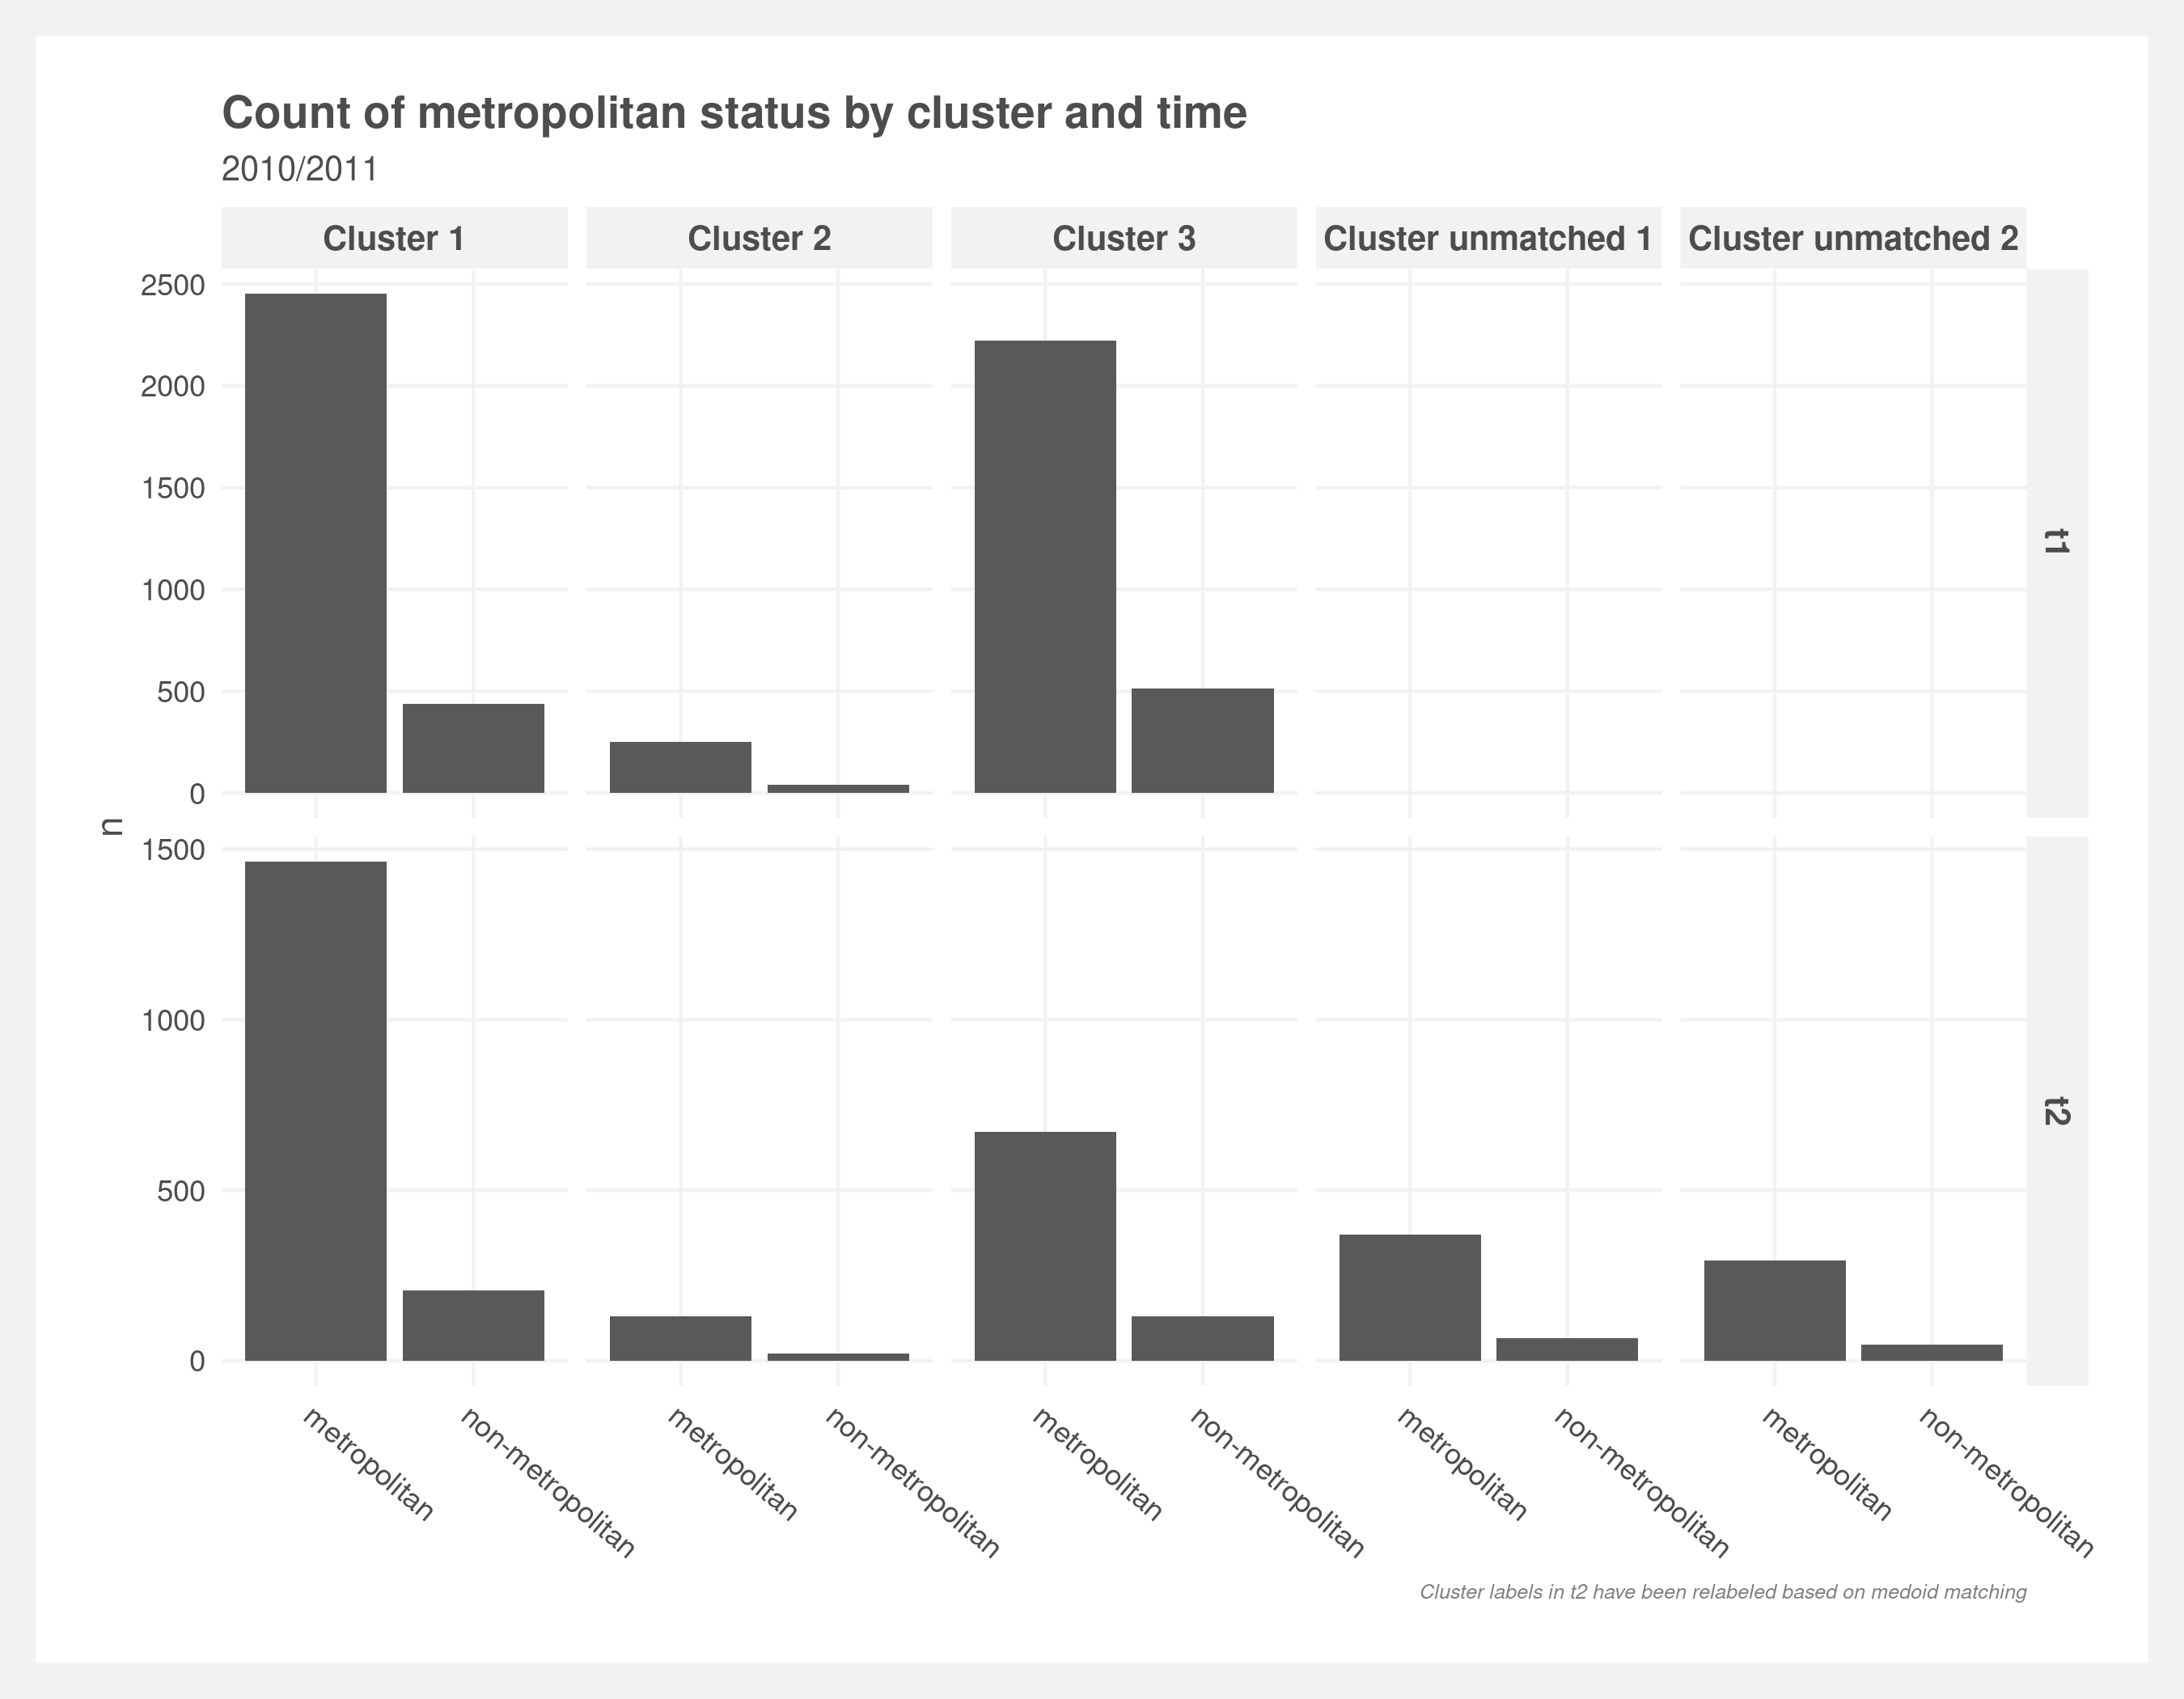 Count of metropolitan status by cluster and time
2010/2011
Cluster 1
Cluster 2
Cluster 3
Cluster unmatched 1
Cluster unmatched 2
2500
2000
1500
1000
500
0
t1
n
1500
1000
500
0
t2
metropolitan
non-metropolitan
metropolitan
non-metropolitan
metropolitan
non-metropolitan
metropolitan
non-metropolitan
metropolitan
non-metropolitan
Cluster labels in t2 have been relabeled based on medoid matching